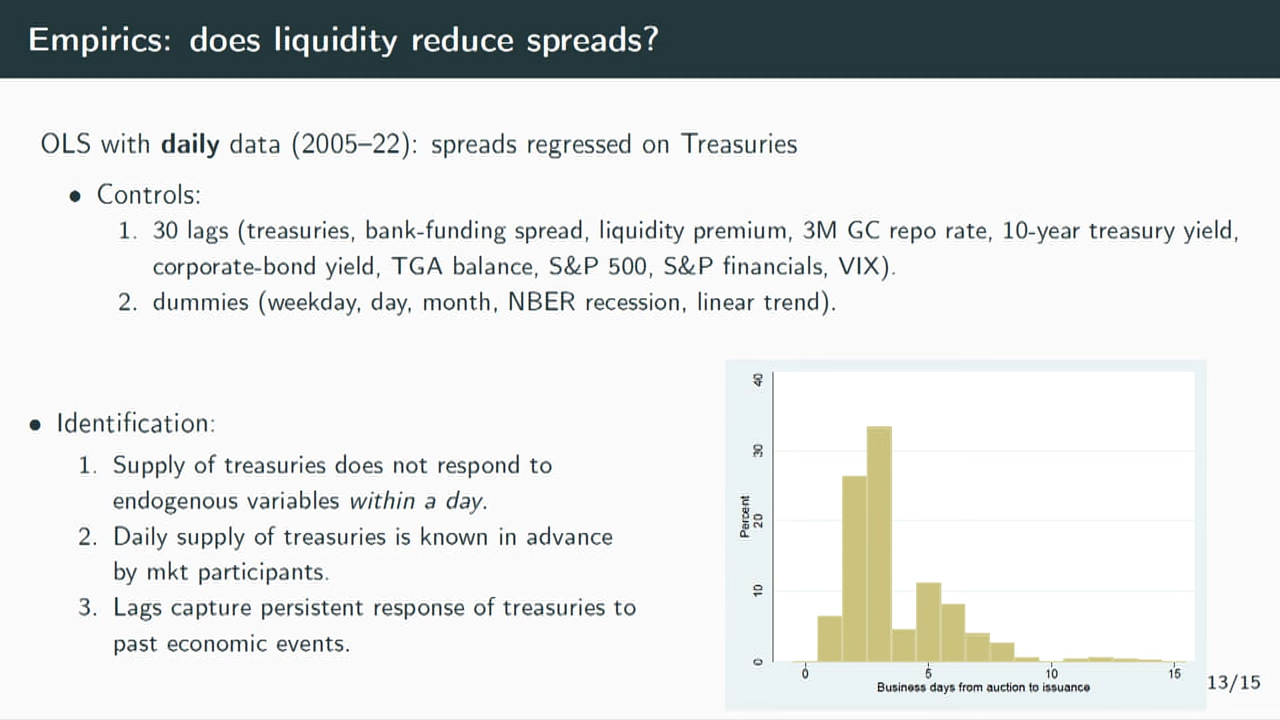 Empirics: does liquidity reduce spreads?
OLS with daily data (2005–22): spreads regressed on Treasuries
• Controls:
1. 30 lags (treasuries, bank-funding spread, liquidity premium, 3M GC repo rate, 10-year treasury yield,
corporate-bond yield, TGA balance, S&P 500, S&P financials, VIX).
2. dummies (weekday, day, month, NBER recession, linear trend).
• Identification:
1. Supply of treasuries does not respond to
endogenous variables within a day.
2. Daily supply of treasuries is known in advance
by mkt participants.
3. Lags capture persistent response of treasuries to
past economic events.
Percent
40
30
20
10
0
0 5 10 15
Business days from auction to issuance
13/15